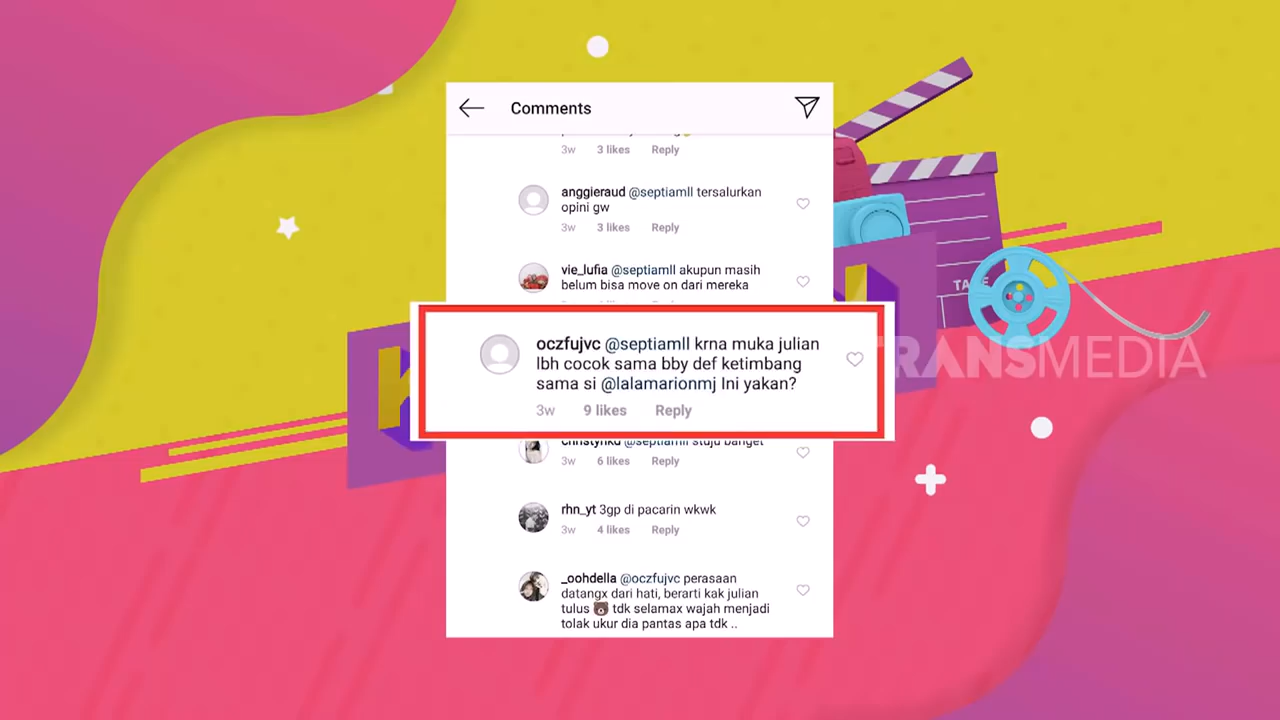 Comments
3w 3 likes Reply
anggieraud @septiamll tersalurkan
opini gw
3w 3 likes Reply
vie_lufia @septiamll akupun masih
belum bisa move on dari mereka
oczfujvc @septiamll krna muka julian
lbh cocok sama bby def ketimbang
sama si @lalamarionmj Ini yakan?
3w 9 likes Reply
christynkd @septiamll stuju banget
3w 6 likes Reply
rhn_yt 3gp di pacarin wkwk
3w 4 likes Reply
_oohdella @oczfujvc perasaan
datangx dari hati, berarti kak julian
tulus 🐻 tdk selamax wajah menjadi
tolak ukur dia pantas apa tdk ..
TRANSMEDIA